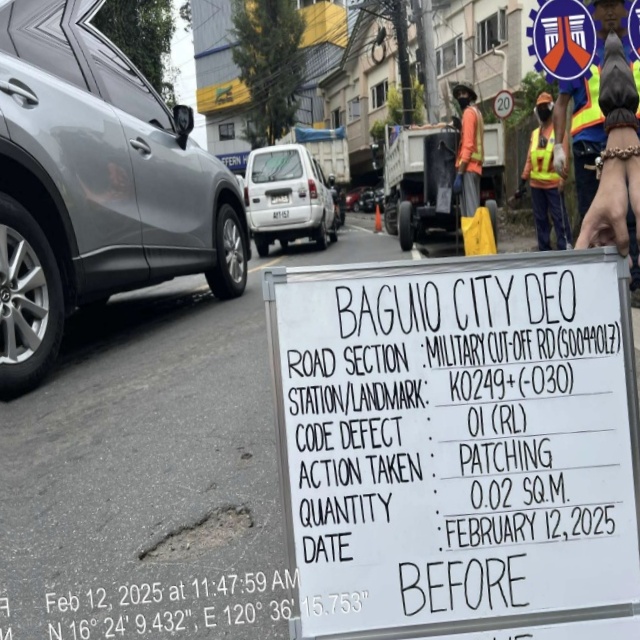 20
BAGUIO CITY DEO
ROAD SECTION : MILITARY CUT-OFF RD (S00449017)
STATION/LANDMARK: K0249+(-030)
CODE DEFECT : 01 (RL)
ACTION TAKEN : PATCHING
QUANTITY : 0.02 SQ.M.
DATE : FEBRUARY 12, 2025
BEFORE
Feb 12, 2025 at 11:47:59 AM
N 16° 24' 9.432", E 120° 36' 15.753"